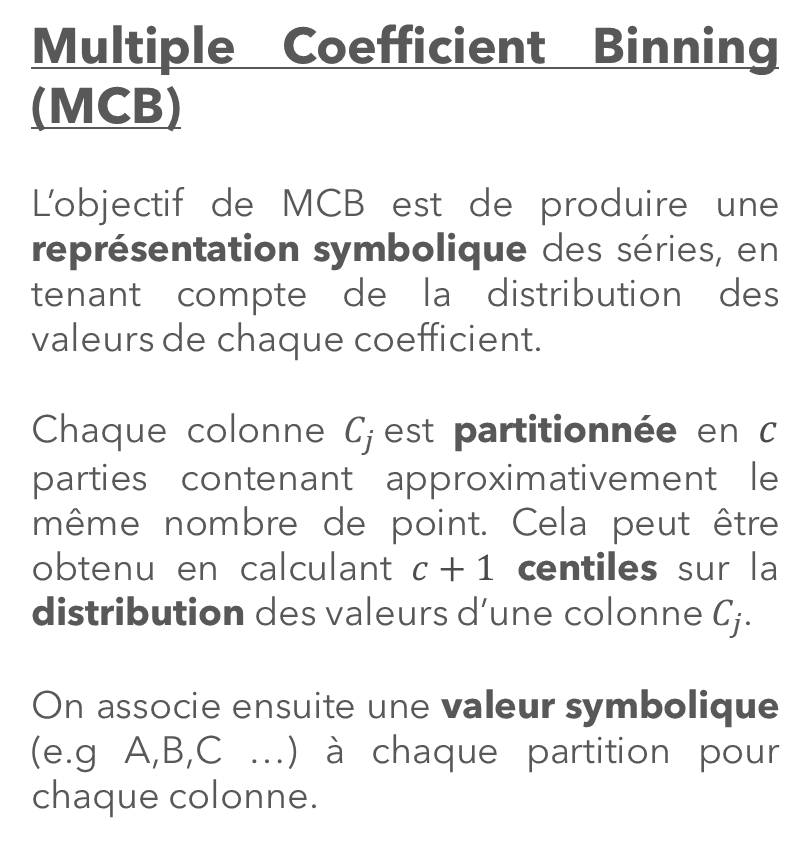 Multiple Coefficient Binning
(MCB)
L'objectif de MCB est de produire une
représentation symbolique des séries, en
tenant compte de la distribution des
valeurs de chaque coefficient.
Chaque colonne C_j est partitionnée en c
parties contenant approximativement le
même nombre de point. Cela peut être
obtenu en calculant c + 1 centiles sur la
distribution des valeurs d'une colonne C_j.
On associe ensuite une valeur symbolique
(e.g A,B,C …) à chaque partition pour
chaque colonne.